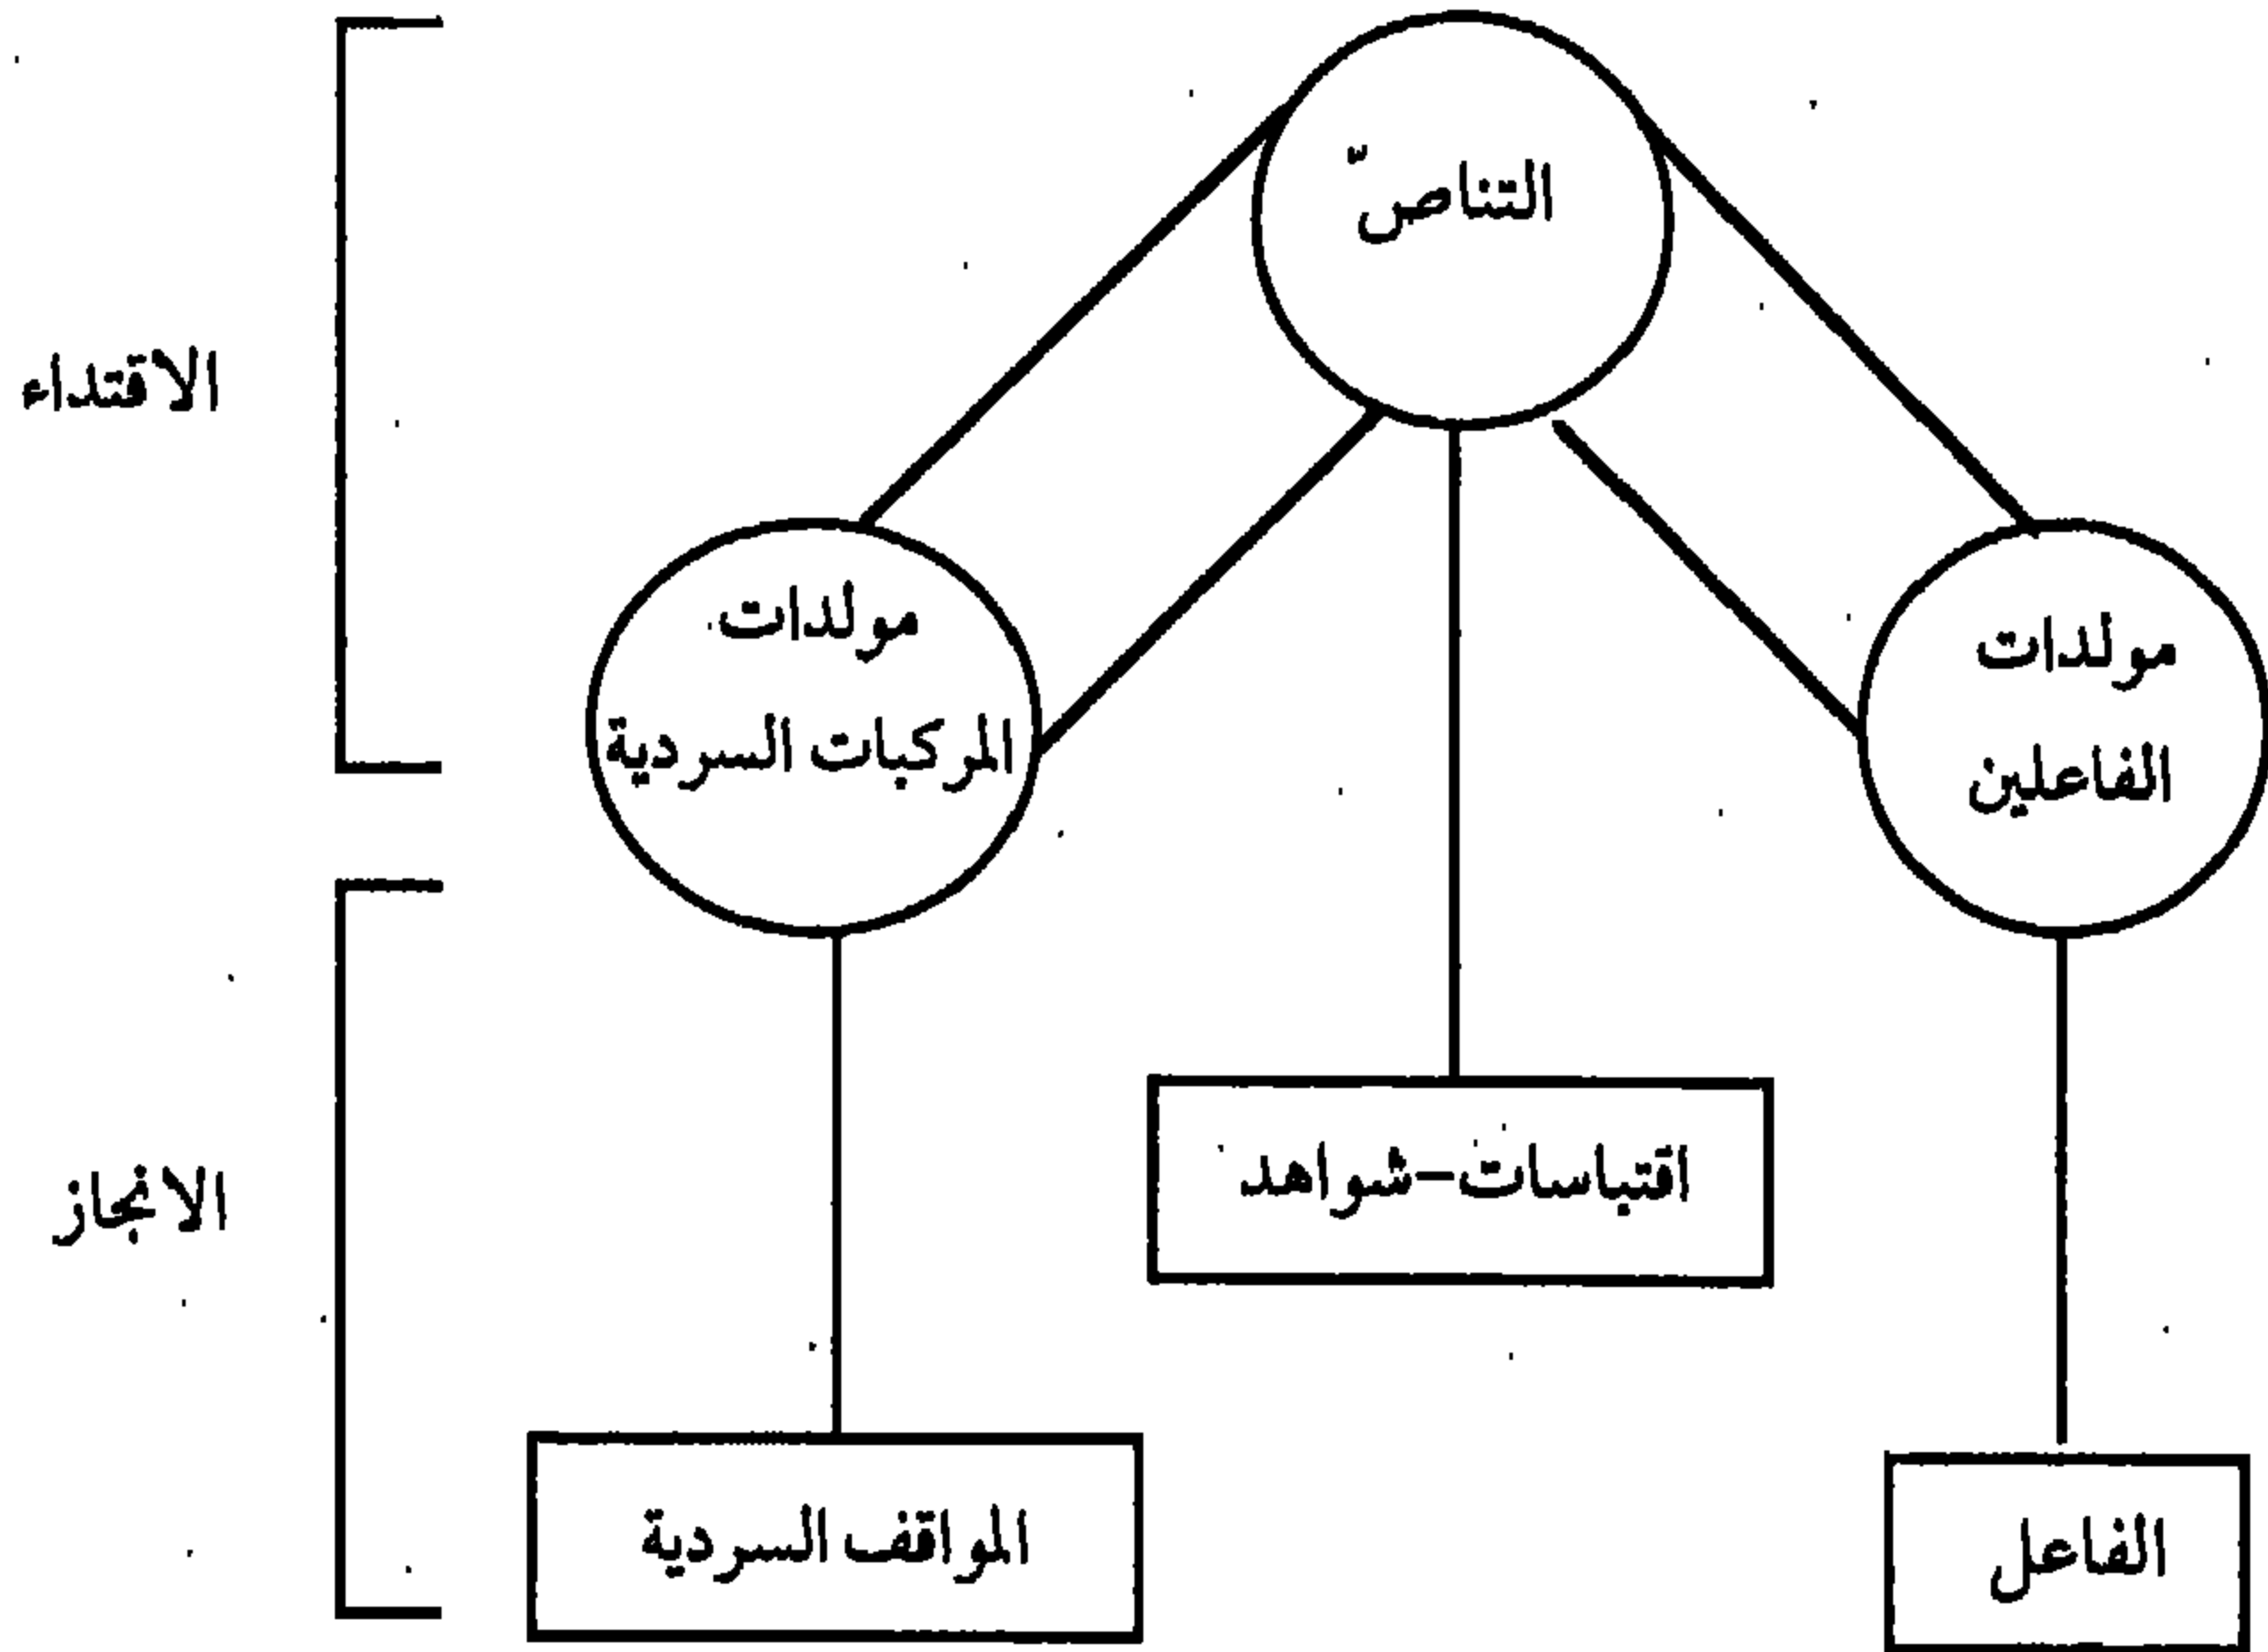 التناصّ
الاقتداء
مولدات
الفاعلين
مولدات
المركبات السردية
اقتباسات-شواهد
الانجاز
الفاعل
المواقف السردية